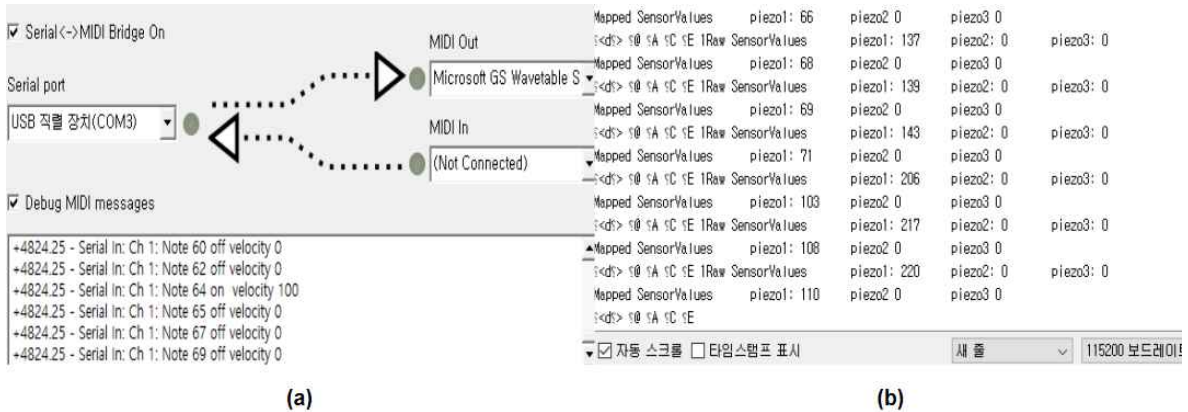 Serial<->MIDI Bridge On
MIDI Out
Serial port
Microsoft GS Wavetable S
USB 직렬 장치(COM3)
MIDI In
(Not Connected)
Debug MIDI messages
+4824.25 - Serial In: Ch 1: Note 60 off velocity 0
+4824.25 - Serial In: Ch 1: Note 62 off velocity 0
+4824.25 - Serial In: Ch 1: Note 64 on velocity 100
+4824.25 - Serial In: Ch 1: Note 65 off velocity 0
+4824.25 - Serial In: Ch 1: Note 67 off velocity 0
+4824.25 - Serial In: Ch 1: Note 69 off velocity 0
(a)
Mapped SensorValues piezo1: 66 piezo2 0 piezo3 0
1Raw SensorValues piezo1: 137 piezo2: 0 piezo3: 0
Mapped SensorValues piezo1: 68 piezo2 0 piezo3 0
1Raw SensorValues piezo1: 139 piezo2: 0 piezo3: 0
Mapped SensorValues piezo1: 69 piezo2 0 piezo3 0
1Raw SensorValues piezo1: 143 piezo2: 0 piezo3: 0
Mapped SensorValues piezo1: 71 piezo2 0 piezo3 0
1Raw SensorValues piezo1: 206 piezo2: 0 piezo3: 0
Mapped SensorValues piezo1: 103 piezo2 0 piezo3 0
1Raw SensorValues piezo1: 217 piezo2: 0 piezo3: 0
Mapped SensorValues piezo1: 108 piezo2 0 piezo3 0
1Raw SensorValues piezo1: 220 piezo2: 0 piezo3: 0
Mapped SensorValues piezo1: 110 piezo2 0 piezo3 0
자동 스크롤 타임스탬프 표시 새 줄 115200 보드레이트
(b)